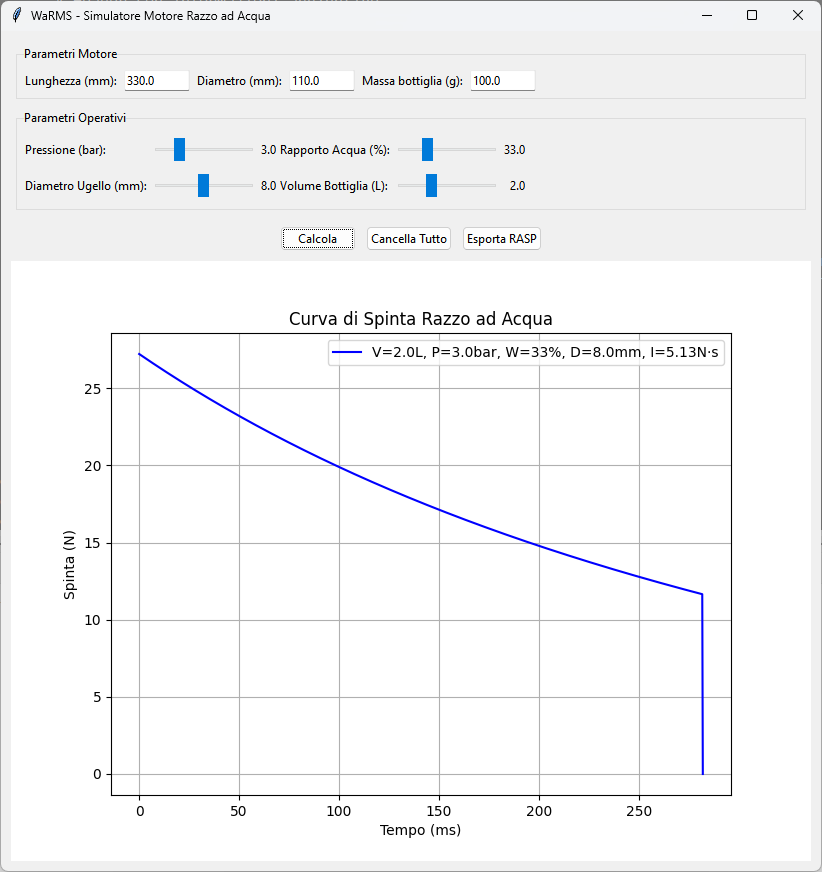 WaRMS - Simulatore Motore Razzo ad Acqua
Parametri Motore
Lunghezza (mm): 330.0 Diametro (mm): 110.0 Massa bottiglia (g): 100.0
Parametri Operativi
Pressione (bar): 3.0 Rapporto Acqua (%): 33.0
Diametro Ugello (mm): 8.0 Volume Bottiglia (L): 2.0
Calcola Cancella Tutto Esporta RASP
Curva di Spinta Razzo ad Acqua
V=2.0L, P=3.0bar, W=33%, D=8.0mm, I=5.13N·s
25
20
15
10
5
0
Spinta (N)
0 50 100 150 200 250
Tempo (ms)